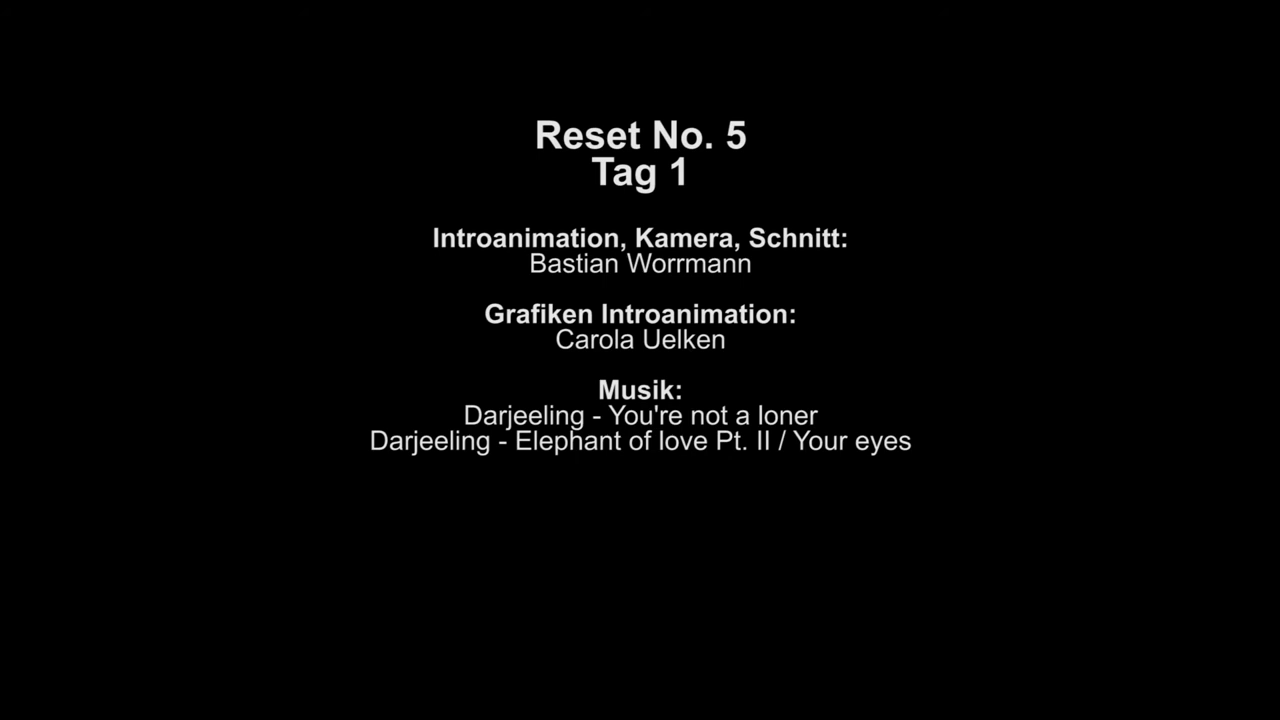 Reset No. 5
Tag 1
Introanimation, Kamera, Schnitt:
Bastian Worrmann
Grafiken Introanimation:
Carola Uelken
Musik:
Darjeeling - You're not a loner
Darjeeling - Elephant of love Pt. II / Your eyes